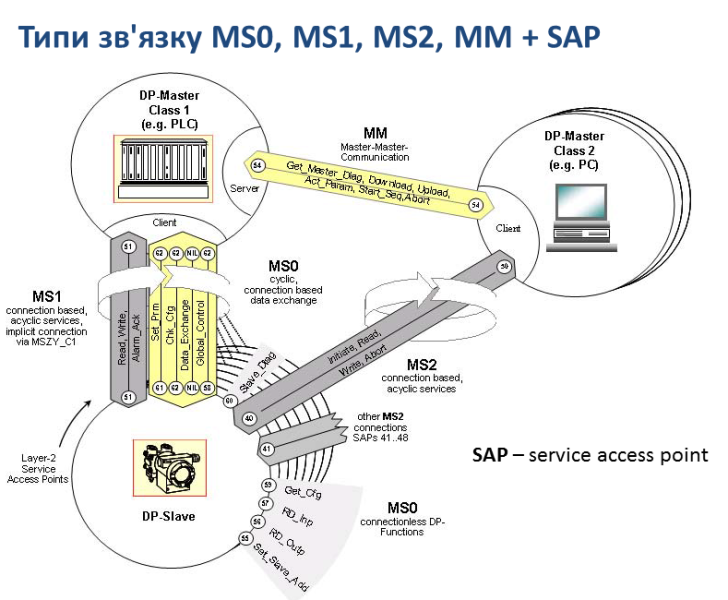 Типи зв'язку MS0, MS1, MS2, MM + SAP
DP-Master
Class 1
(e.g. PLC)
Server
Client
MM
Master-Master-
Communication
54
Get_Master_Diag, Download, Upload,
Act_Param, Start_Seq,Abort
54
DP-Master
Class 2
(e.g. PC)
Client
50
51
62
62
NIL
62
MS1
connection based,
acyclic services,
implicit connection
via MSZY_C1
Read, Write,
Alarm_Ack
Set_Prm
Chk_Cfg
Data_Exchange
Global_Control
MS0
cyclic,
connection based
data exchange
51
61
62
NIL
58
60
Slave_Diag
Initiate, Read,
Write, Abort
MS2
connection based,
acyclic services
40
other MS2
connections
SAPs 41..48
41
Layer-2
Service
Access Points
DP-Slave
SAP – service access point
59
Get_Cfg
57
RD_Inp
56
RD_Outp
55
Set_Slave_Add
MS0
connectionless DP-
Functions